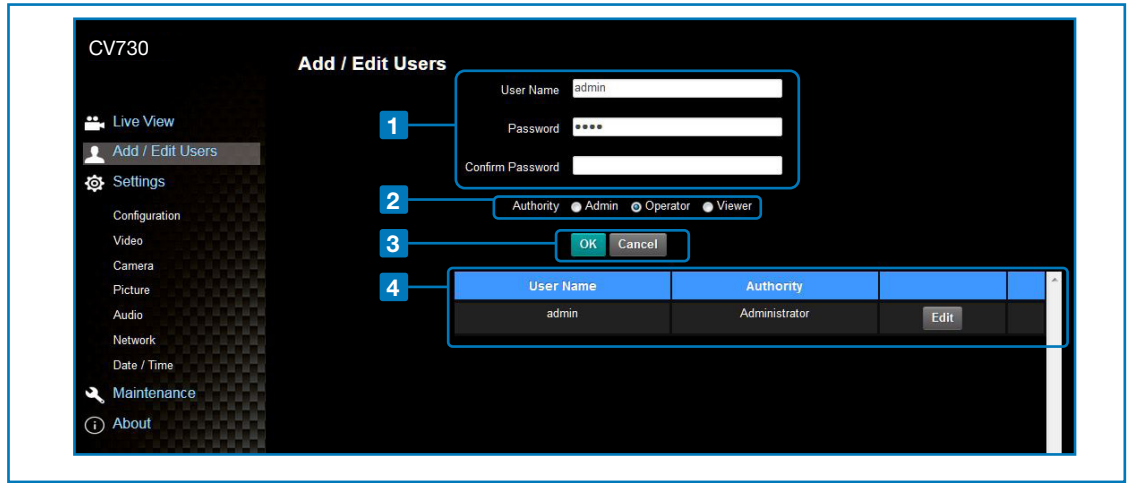 CV730
Add / Edit Users
User Name admin
1 Password ••••
Confirm Password
2 Authority Admin Operator Viewer
3 OK Cancel
4 User Name Authority
admin Administrator Edit
Live View
Add / Edit Users
Settings
Configuration
Video
Camera
Picture
Audio
Network
Date / Time
Maintenance
About